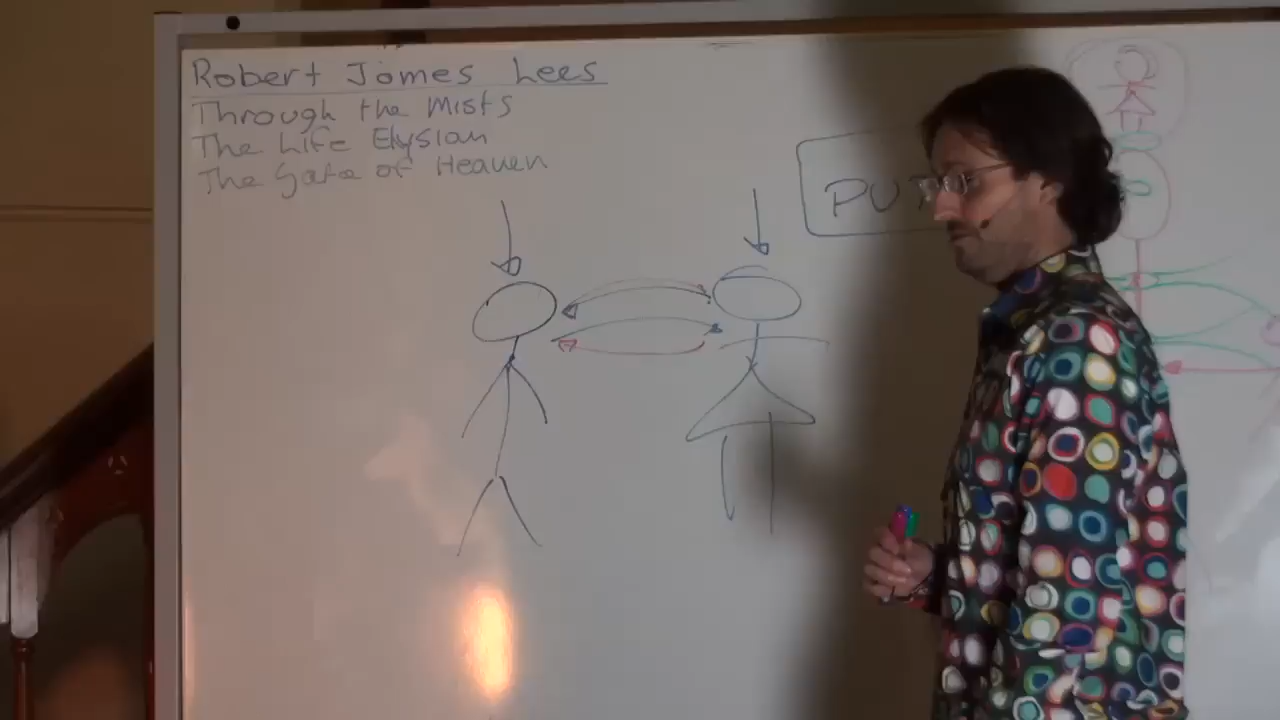 Robert James Lees
Through the Mists
The Life Elysian
The Gate of Heaven